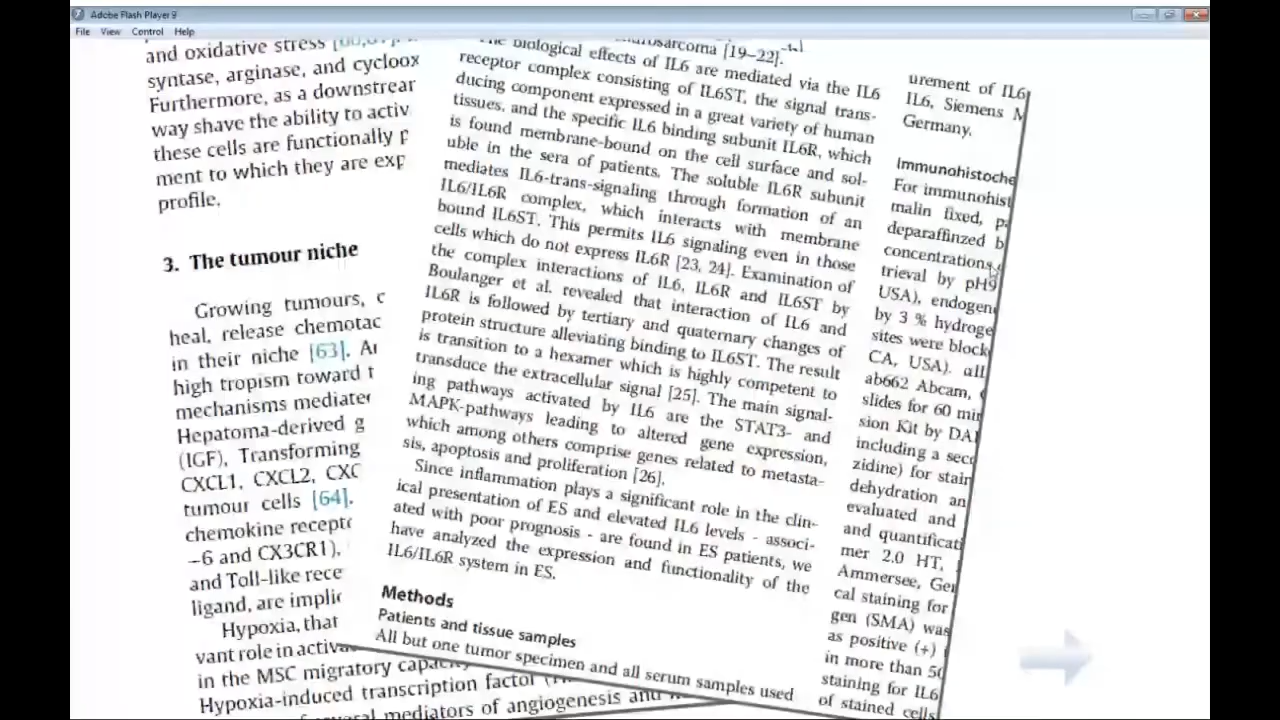 Adobe Flash Player 9
File View Control Help
and oxidative stress
syntase, arginase, and cycloox
Furthermore, as a downstrear
way shave the ability to activ
these cells are functionally p
ment to which they are exp
profile.
3. The tumour niche
Growing tumours, c
heal, release chemotac
in their niche [63]. Ar
high tropism toward t
mechanisms mediate
Hepatoma-derived g
(IGF), Transforming
CXCL1, CXCL2, CXC
tumour cells [64].
chemokine recepto
−6 and CX3CR1),
and Toll-like rece
ligand, are implic
Hypoxia, that
vant role in activa
in the MSC migratory capac
Hypoxia-induced transcription factor
mediators of angiogenesis and
[19–22].
The biological effects of IL6 are mediated via the IL6
receptor complex consisting of IL6ST, the signal trans-
ducing component expressed in a great variety of human
tissues, and the specific IL6 binding subunit IL6R, which
is found membrane-bound on the cell surface and sol-
uble in the sera of patients. The soluble IL6R subunit
mediates IL6-trans-signaling through formation of an
IL6/IL6R complex, which interacts with membrane
bound IL6ST. This permits IL6 signaling even in those
cells which do not express IL6R [23, 24]. Examination of
the complex interactions of IL6, IL6R and IL6ST by
Boulanger et al. revealed that interaction of IL6 and
IL6R is followed by tertiary and quaternary changes of
protein structure alleviating binding to IL6ST. The result
is transition to a hexamer which is highly competent to
transduce the extracellular signal [25]. The main signal-
ing pathways activated by IL6 are the STAT3- and
MAPK-pathways leading to altered gene expression,
which among others comprise genes related to metasta-
sis, apoptosis and proliferation [26].
Since inflammation plays a significant role in the clin-
ical presentation of ES and elevated IL6 levels - associ-
ated with poor prognosis - are found in ES patients, we
have analyzed the expression and functionality of the
IL6/IL6R system in ES.
Methods
Patients and tissue samples
All but one tumor specimen and all serum samples used
urement of IL6
IL6, Siemens M
Germany.
Immunohistoche
For immunohist
malin fixed, pa
deparaffinzed b
concentrations
trieval by pH9
USA), endogen
by 3 % hydroge
sites were block
CA, USA). all
ab662 Abcam,
slides for 60 min
sion Kit by DA
including a seco
zidine) for stain
dehydration an
evaluated and
and quantificati
mer 2.0 HT,
Ammersee, Ger
cal staining for
gen (SMA) was
as positive (+)
in more than 50
staining for IL6
of stained cells